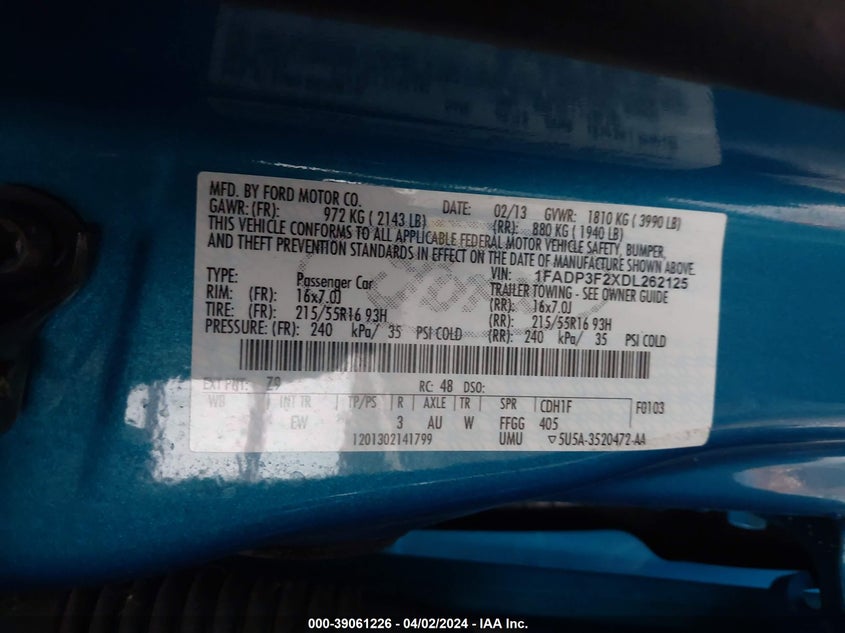 MFD. BY FORD MOTOR CO. DATE: 02/13 GVWR: 1810 KG ( 3990 LB)
GAWR: (FR): 972 KG ( 2143 LB) (RR): 880 KG ( 1940 LB)
THIS VEHICLE CONFORMS TO ALL APPLICABLE FEDERAL MOTOR VEHICLE SAFETY, BUMPER,
AND THEFT PREVENTION STANDARDS IN EFFECT ON THE DATE OF MANUFACTURE SHOWN ABOVE.
VIN: 1FADP3F2XDL262125
TYPE: Passenger Car TRAILER TOWING - SEE OWNER GUIDE
RIM: (FR): 16x7.0J (RR): 16x7.0J
TIRE: (FR): 215/55R16 93H (RR): 215/55R16 93H
PRESSURE: (FR): 240 kPa/ 35 PSI COLD (RR): 240 kPa/ 35 PSI COLD
EXT PNT: Z9 RC: 48 DSO:
WB INT TR TP/PS R AXLE TR SPR CDH1F F0103
EW 3 AU W FFGG 405
1201302141799 UMU ▽5U5A-3520472-AA
000-39061226 - 04/02/2024 - IAA Inc.